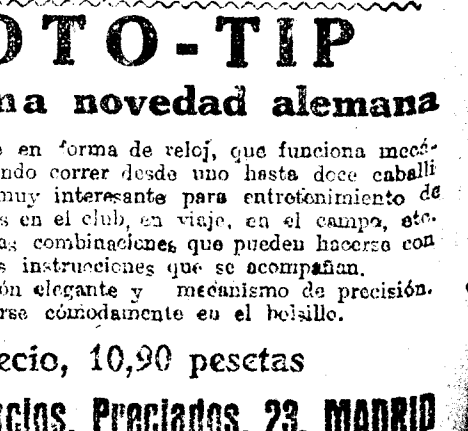 OTO-TIP
na novedad alemana
e en forma de reloj, que funciona mecá-
ndo correr desde uno hasta doce caballi
muy interesante para entretenimiento de
s en el club, en viaje, en el campo, etc.
as combinaciones que pueden hacerse con
s instrucciones que se acompañan.
ón elegante y mecanismo de precisión.
rse cómodamente en el bolsillo.
ecio, 10,90 pesetas
cios. Preciados, 23, MADRID